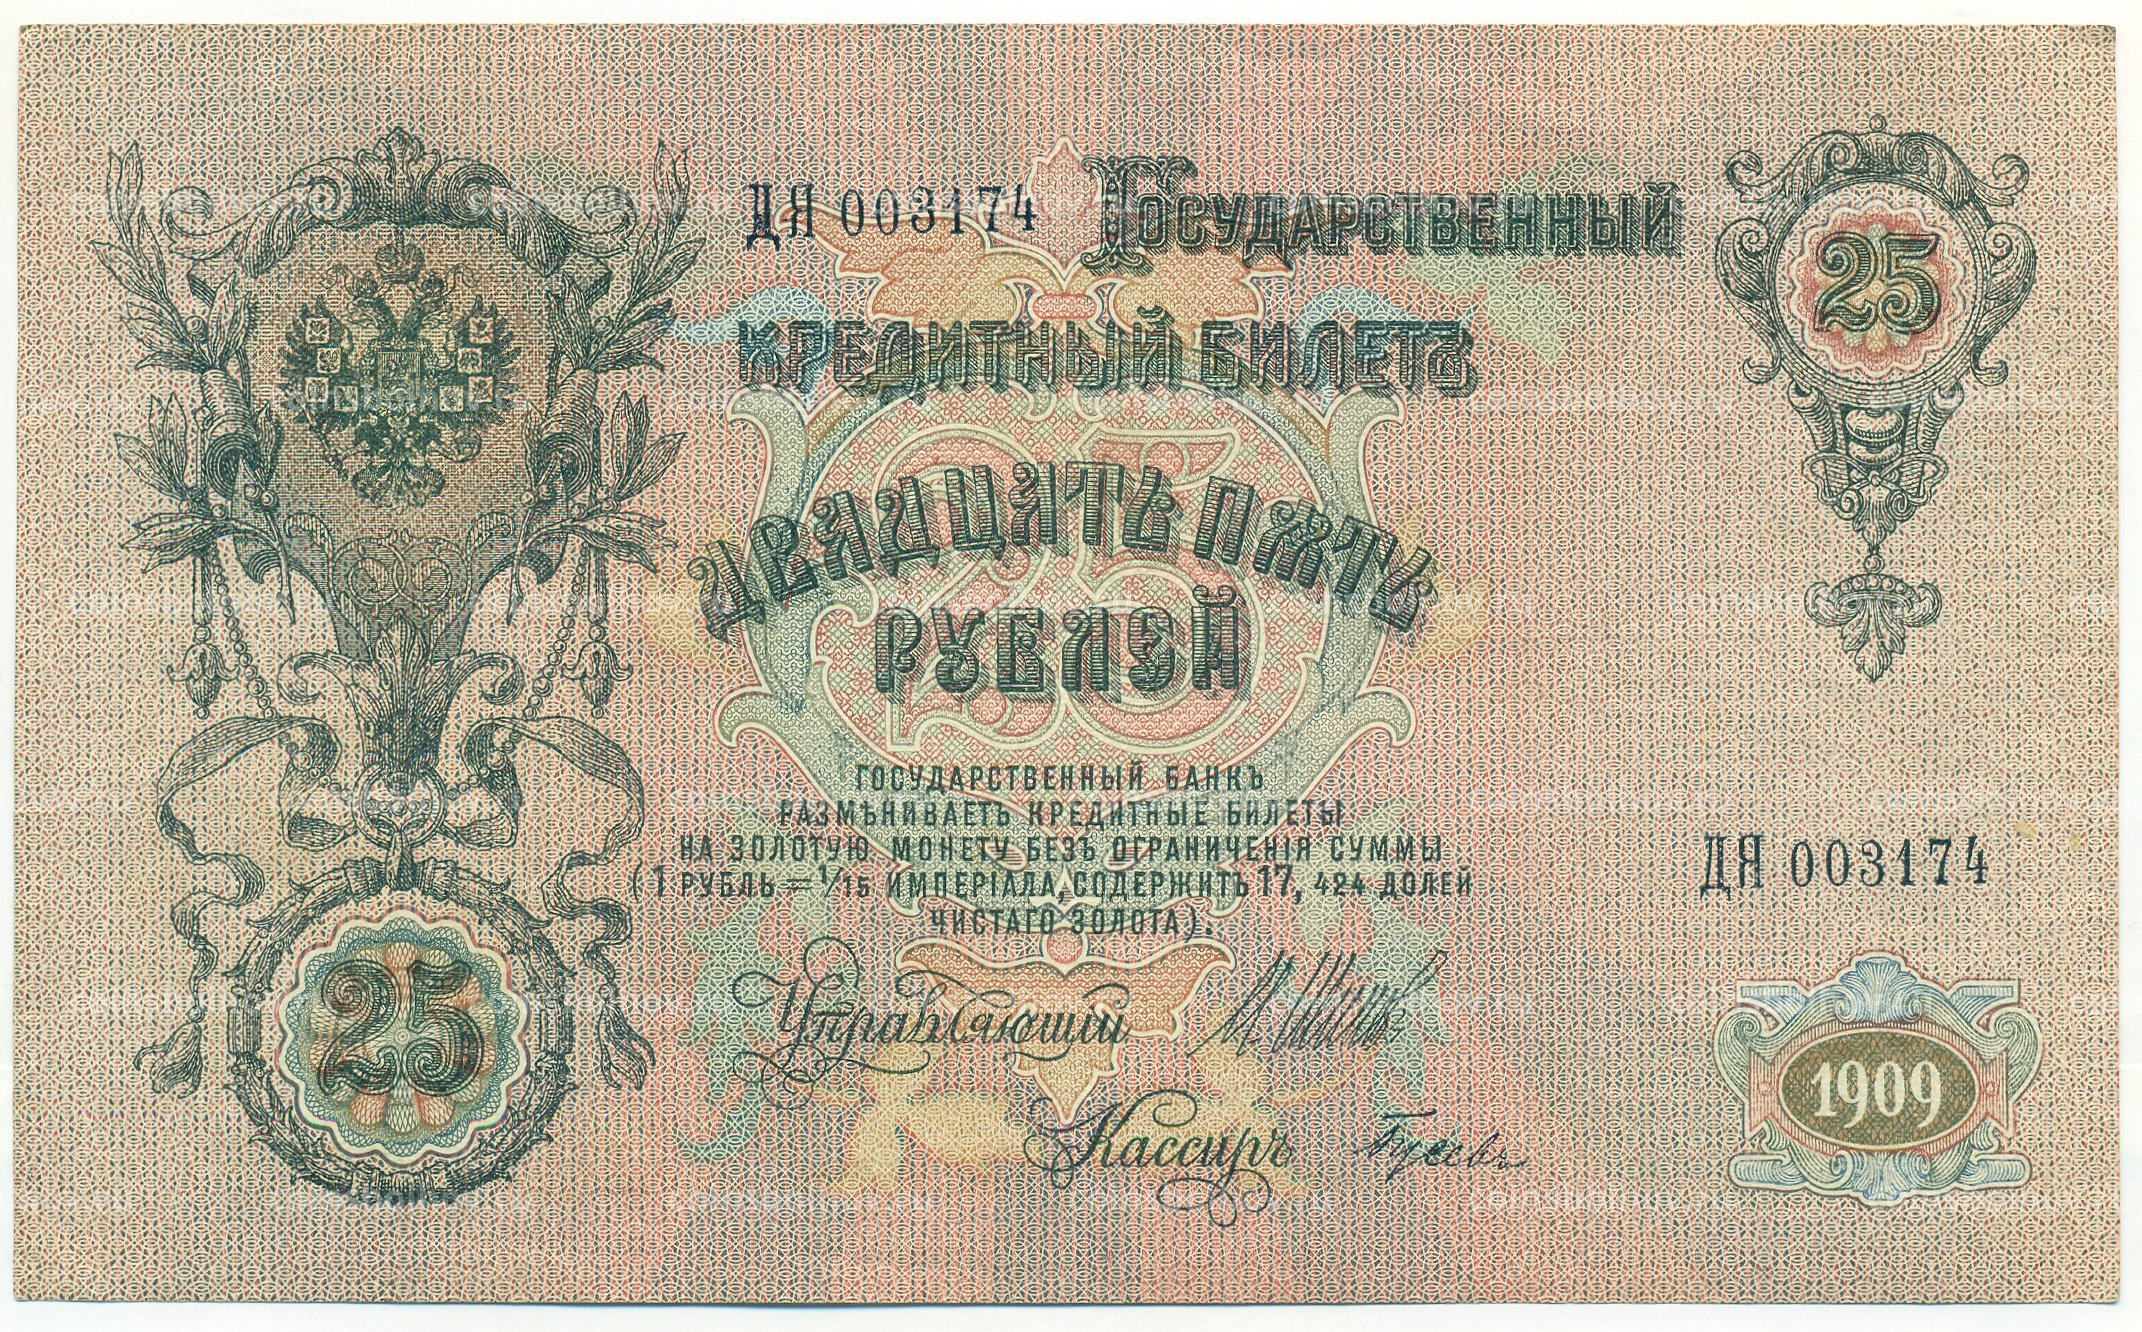 ДЯ 003174
Государственный
25
кредитный билетъ
двадцать пять
рублей
ГОСУДАРСТВЕННЫЙ БАНКЪ
РАЗМѢНИВАЕТЪ КРЕДИТНЫЕ БИЛЕТЫ
НА ЗОЛОТУЮ МОНЕТУ БЕЗЪ ОГРАНИЧЕНІЯ СУММЫ
(1 РУБЛЬ = 1/15 ИМПЕРІАЛА, СОДЕРЖИТЪ 17, 424 ДОЛЕЙ
ЧИСТАГО ЗОЛОТА).
ДЯ 003174
25
Управляющій
1909
Кассиръ
Гусевъ